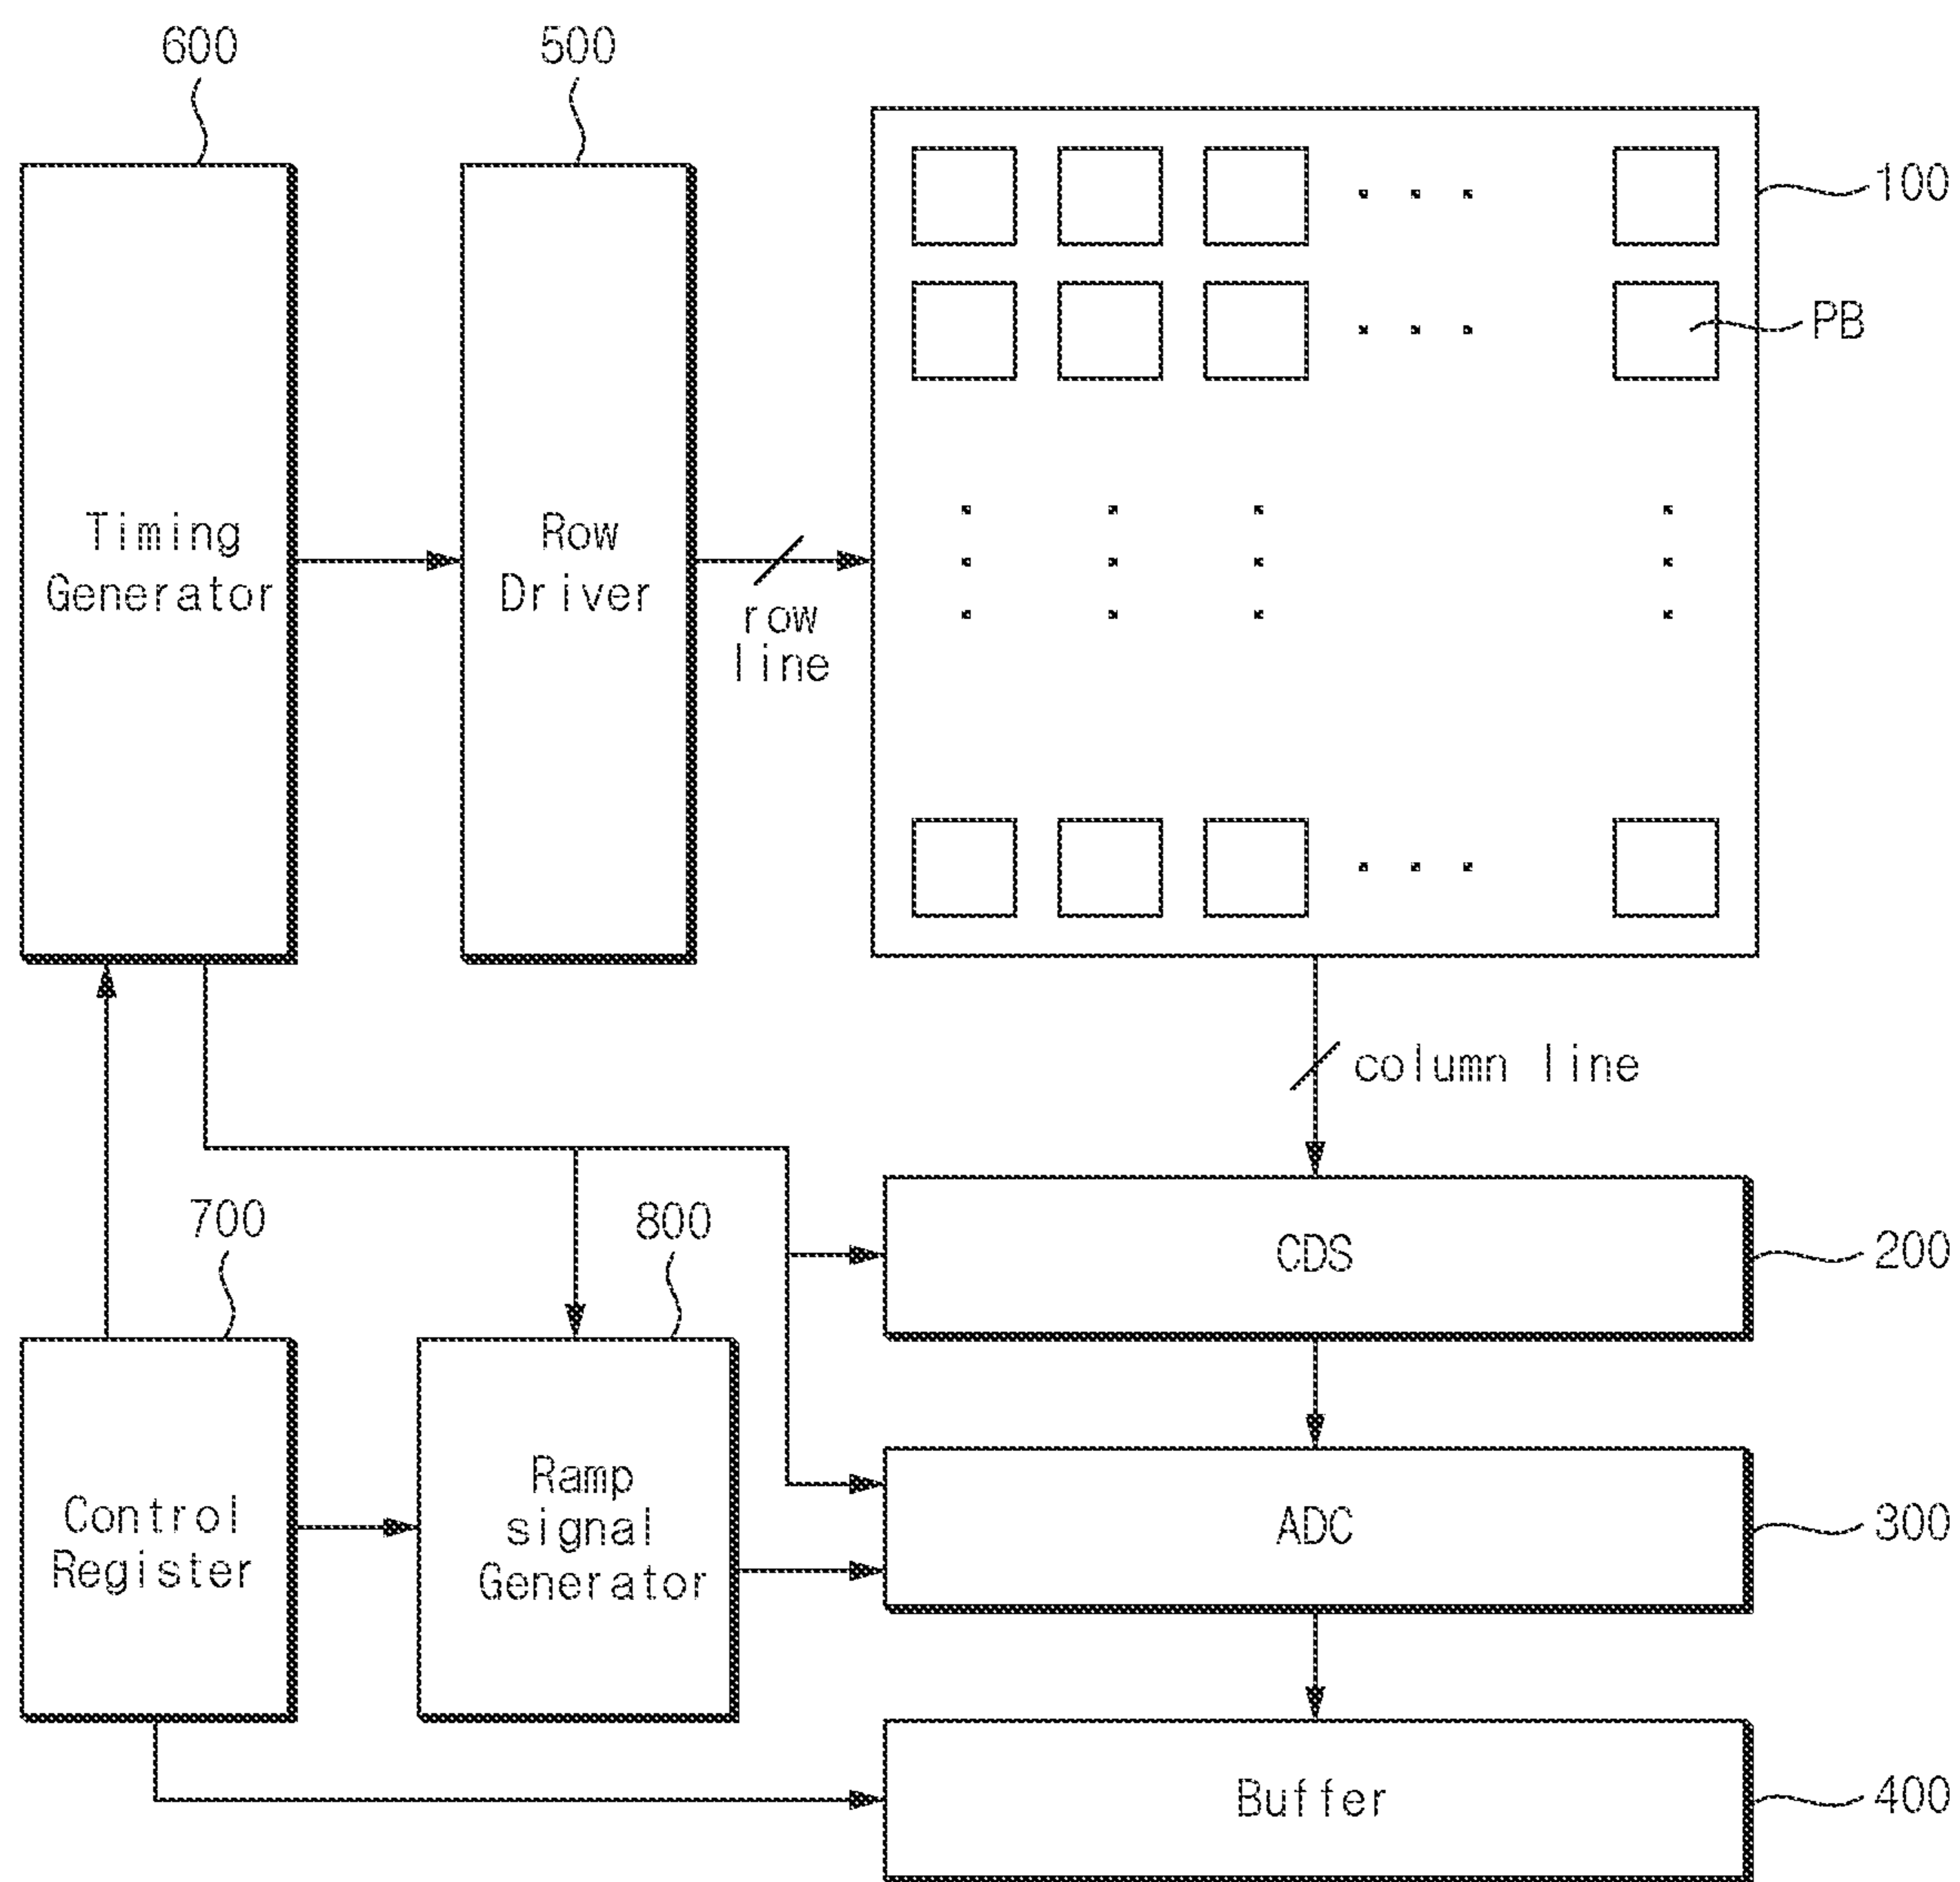 600
500
100
PB
Timing
Generator
Row
Driver
row
line
column line
700
800
CDS
200
Control
Register
Ramp
signal
Generator
ADC
300
Buffer
400